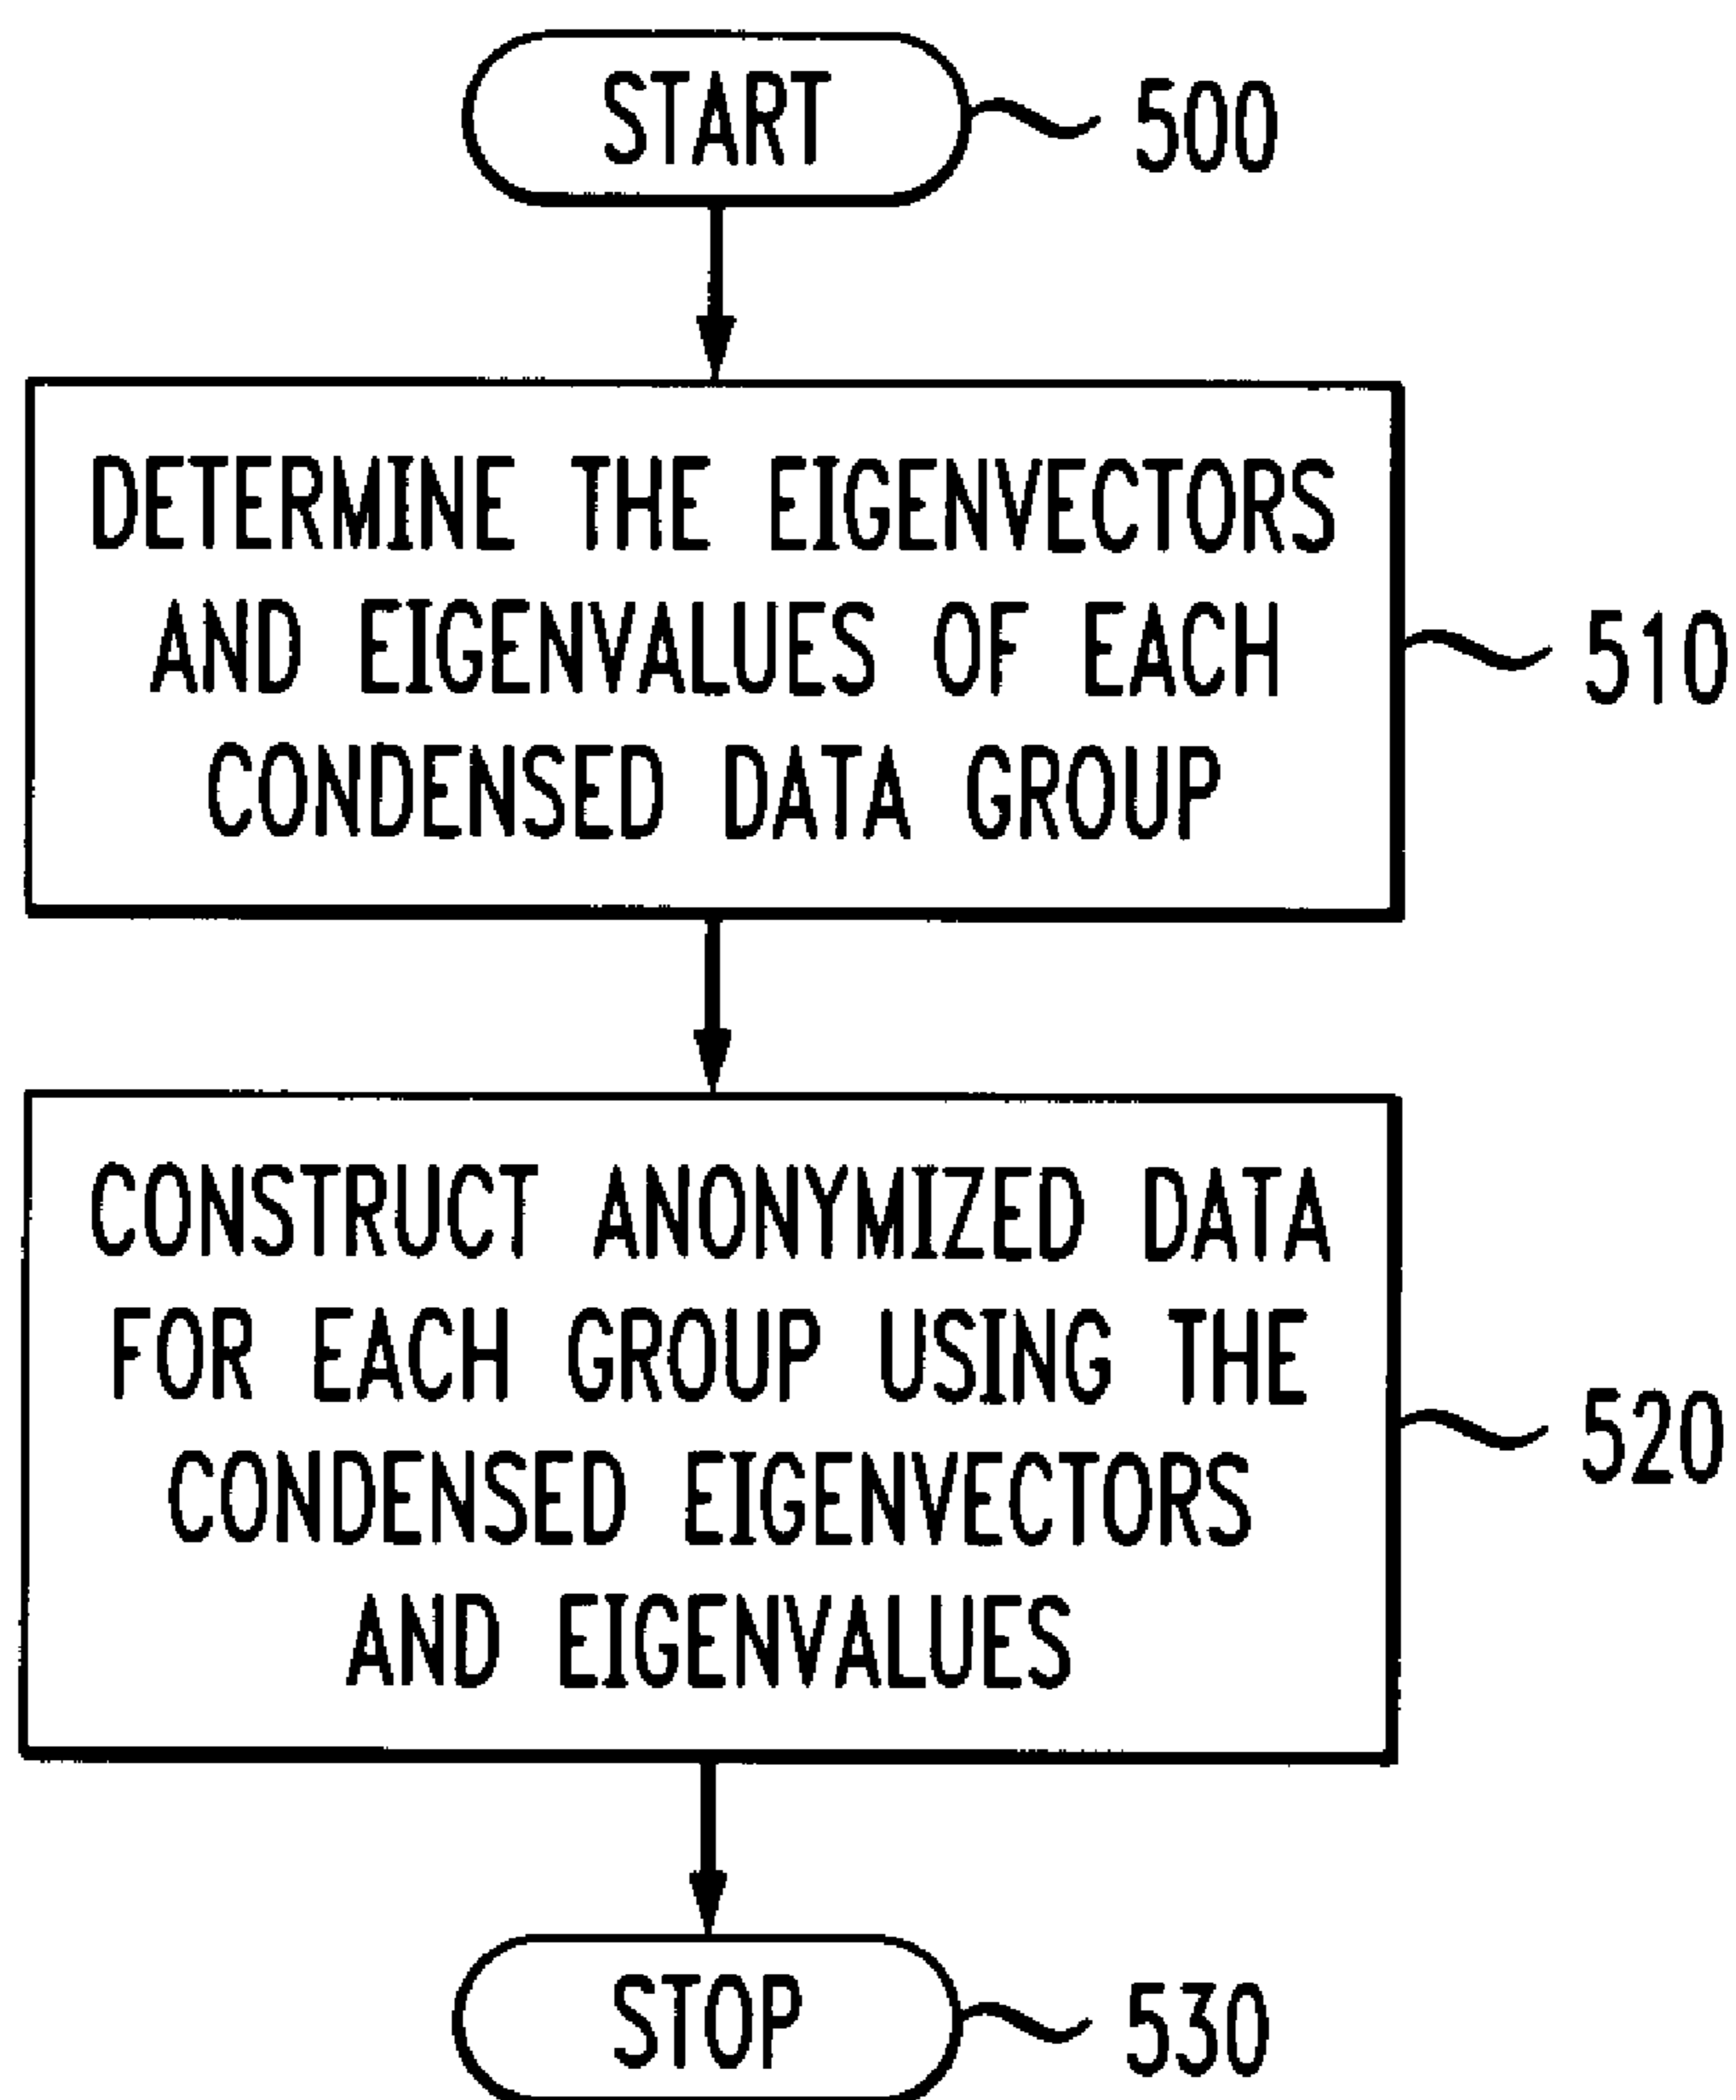 START
500
DETERMINE THE EIGENVECTORS
AND EIGENVALUES OF EACH
CONDENSED DATA GROUP
510
CONSTRUCT ANONYMIZED DATA
FOR EACH GROUP USING THE
CONDENSED EIGENVECTORS
AND EIGENVALUES
520
STOP
530